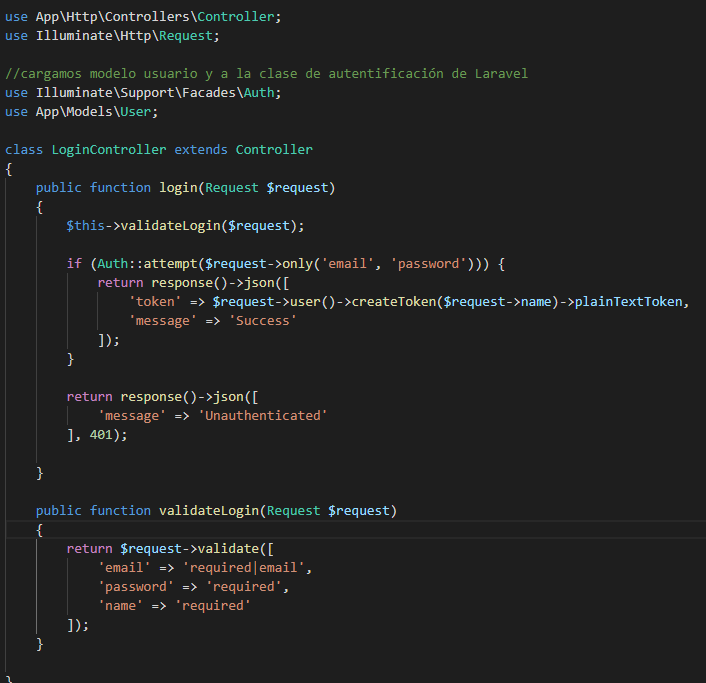 use App\Http\Controllers\Controller;
use Illuminate\Http\Request;
//cargamos modelo usuario y a la clase de autentificación de Laravel
use Illuminate\Support\Facades\Auth;
use App\Models\User;
class LoginController extends Controller
{
    public function login(Request $request)
    {
        $this->validateLogin($request);
        if (Auth::attempt($request->only('email', 'password'))) {
            return response()->json([
                'token' => $request->user()->createToken($request->name)->plainTextToken,
                'message' => 'Success'
            ]);
        }
        return response()->json([
            'message' => 'Unauthenticated'
        ], 401);
    }
    public function validateLogin(Request $request)
    {
        return $request->validate([
            'email' => 'required|email',
            'password' => 'required',
            'name' => 'required'
        ]);
    }
}